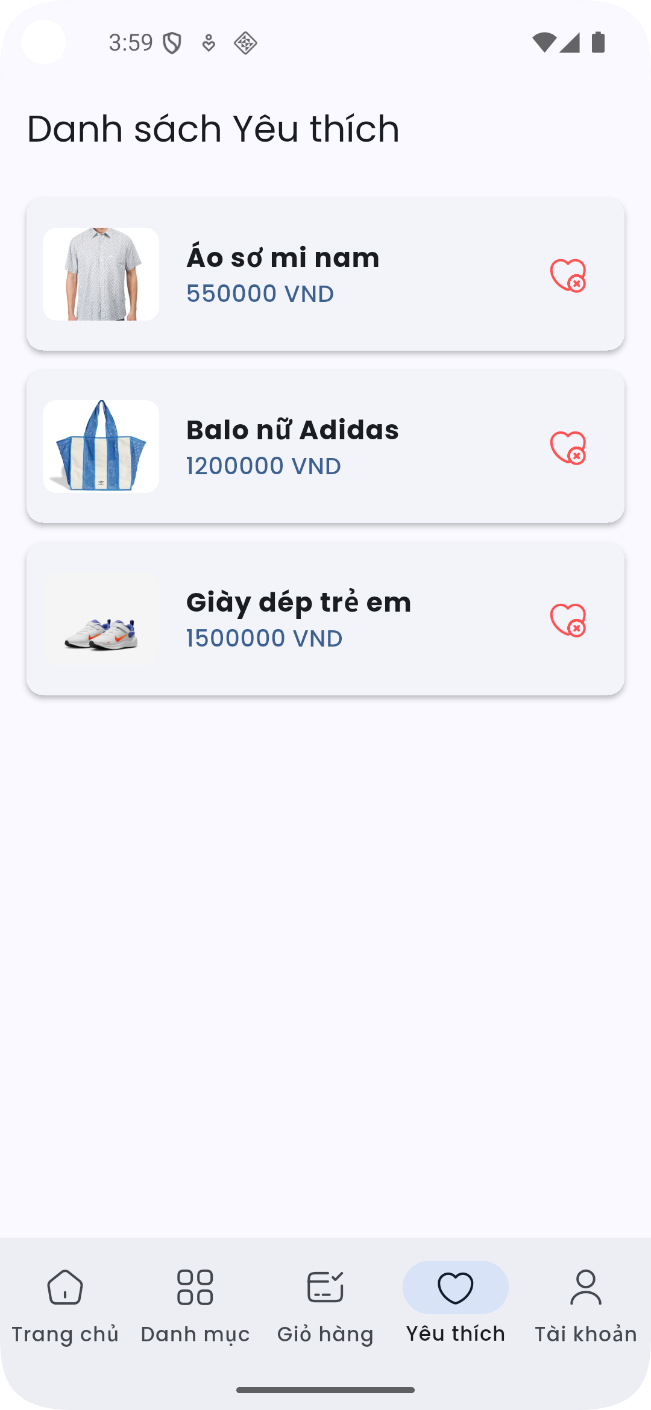 3:59
Danh sách Yêu thích
Áo sơ mi nam
550000 VND
Balo nữ Adidas
1200000 VND
Giày dép trẻ em
1500000 VND
Trang chủ
Danh mục
Giỏ hàng
Yêu thích
Tài khoản